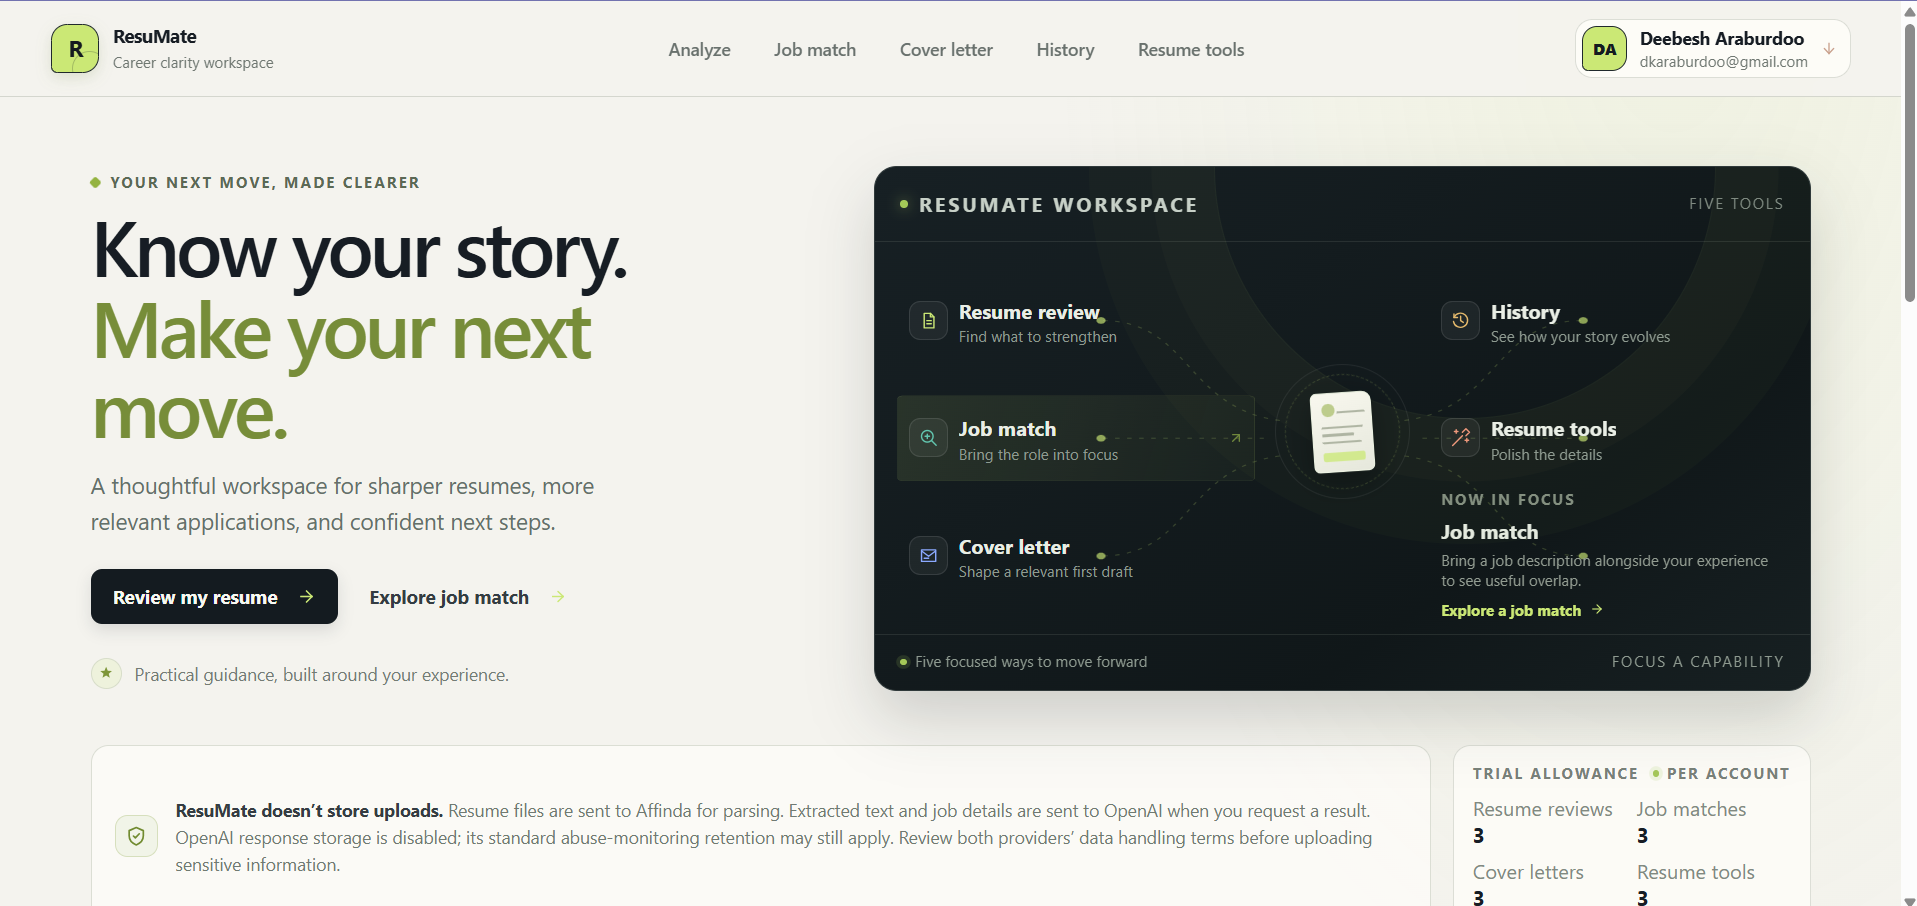 R
ResuMate
Career clarity workspace
Analyze
Job match
Cover letter
History
Resume tools
DA
Deebesh Araburdoo
dkaraburdoo@gmail.com
YOUR NEXT MOVE, MADE CLEARER
Know your story.
Make your next
move.
A thoughtful workspace for sharper resumes, more
relevant applications, and confident next steps.
Review my resume
Explore job match
Practical guidance, built around your experience.
RESUMATE WORKSPACE
FIVE TOOLS
Resume review
Find what to strengthen
Job match
Bring the role into focus
Cover letter
Shape a relevant first draft
History
See how your story evolves
Resume tools
Polish the details
NOW IN FOCUS
Job match
Bring a job description alongside your experience
to see useful overlap.
Explore a job match
Five focused ways to move forward
FOCUS A CAPABILITY
ResuMate doesn’t store uploads. Resume files are sent to Affinda for parsing. Extracted text and job details are sent to OpenAI when you request a result.
OpenAI response storage is disabled; its standard abuse-monitoring retention may still apply. Review both providers’ data handling terms before uploading
sensitive information.
TRIAL ALLOWANCE
PER ACCOUNT
Resume reviews
3
Job matches
3
Cover letters
3
Resume tools
3